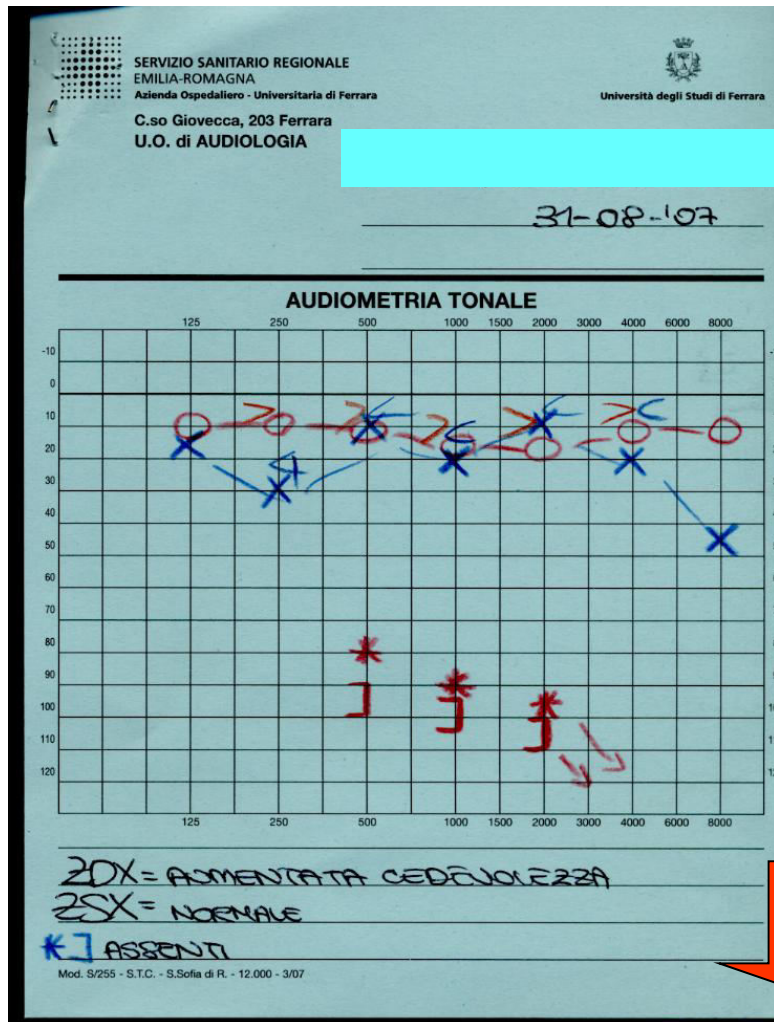 SERVIZIO SANITARIO REGIONALE
EMILIA-ROMAGNA
Azienda Ospedaliero - Universitaria di Ferrara
Università degli Studi di Ferrara
C.so Giovecca, 203 Ferrara
U.O. di AUDIOLOGIA
31-08-'07
AUDIOMETRIA TONALE
125 250 500 1000 1500 2000 3000 4000 6000 8000
-10
0
10
20
30
40
50
60
70
80
90
100
110
120
125 250 500 1000 1500 2000 3000 4000 6000 8000
ZDX = AUMENTATA CEDEVOLEZZA
ZSX = NORMALE
*] ASSENTI
Mod. S/255 - S.T.C. - S.Sofia di R. - 12.000 - 3/07